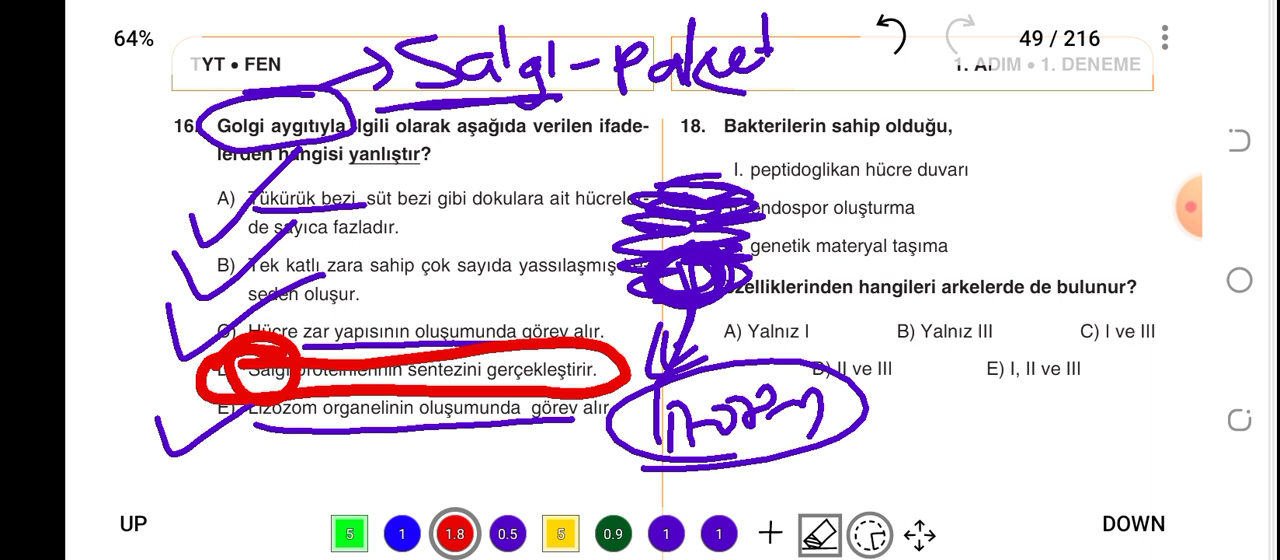 64%
49 / 216
TYT • FEN
Salgı-paket
1. ADIM • 1. DENEME
16. Golgi aygıtıyla ilgili olarak aşağıda verilen ifade-
lerden hangisi yanlıştır?
A) Tükürük bezi, süt bezi gibi dokulara ait hücreler-
de sayıca fazladır.
B) Tek katlı zara sahip çok sayıda yassılaşmış
seden oluşur.
C) Hücre zar yapısının oluşumunda görev alır.
Salgı proteinlerinin sentezini gerçekleştirir.
E) Lizozom organelinin oluşumunda görev alır
18. Bakterilerin sahip olduğu,
I. peptidoglikan hücre duvarı
endospor oluşturma
genetik materyal taşıma
özelliklerinden hangileri arkelerde de bulunur?
A) Yalnız I
B) Yalnız III
C) I ve III
D) II ve III
E) I, II ve III
UP
5
1
1.8
0.5
5
0.9
1
1
DOWN